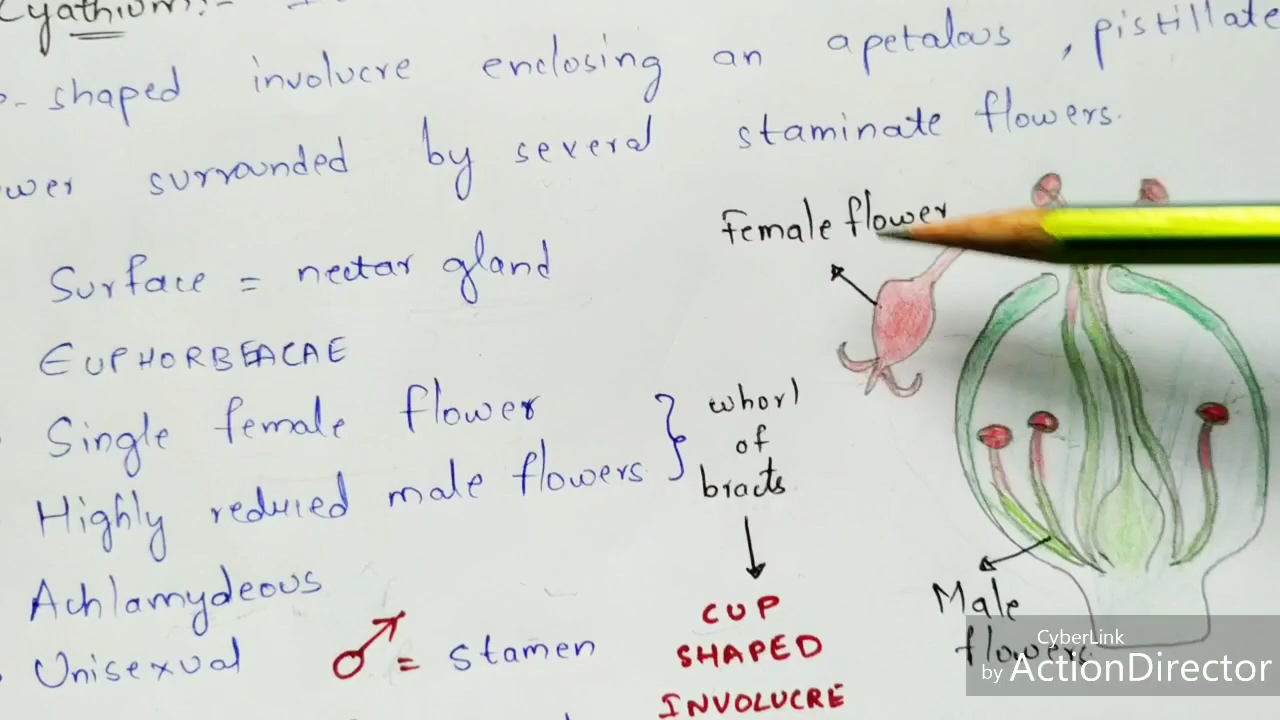 Cyathium:-
- shaped involucre enclosing an apetalous, pistillate
wer surrounded by several staminate flowers.
Surface = nectar gland
EUPHORBEACAE
Single female flower
Highly reduced male flowers
whorl
of
bracts
CUP
SHAPED
INVOLUCRE
Achlamydeous
Unisexual
= stamen
Female flower
Male
flowers
CyberLink
by ActionDirector